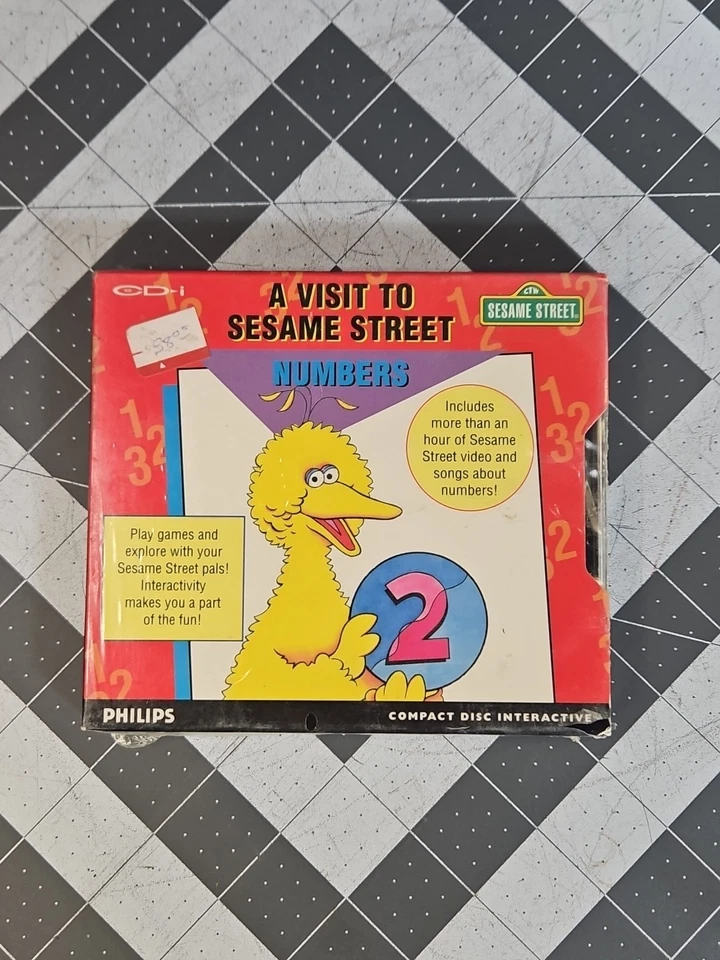 CD-i
A VISIT TO
SESAME STREET
NUMBERS
CTW
SESAME STREET
Includes
more than an
hour of Sesame
Street video and
songs about
numbers!
Play games and
explore with your
Sesame Street pals!
Interactivity
makes you a part
of the fun!
2
PHILIPS
COMPACT DISC INTERACTIVE